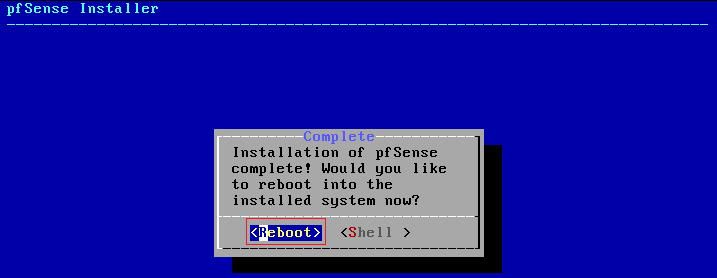 pfSense Installer
Complete
Installation of pfSense
complete! Would you like
to reboot into the
installed system now?
<Reboot> <Shell >